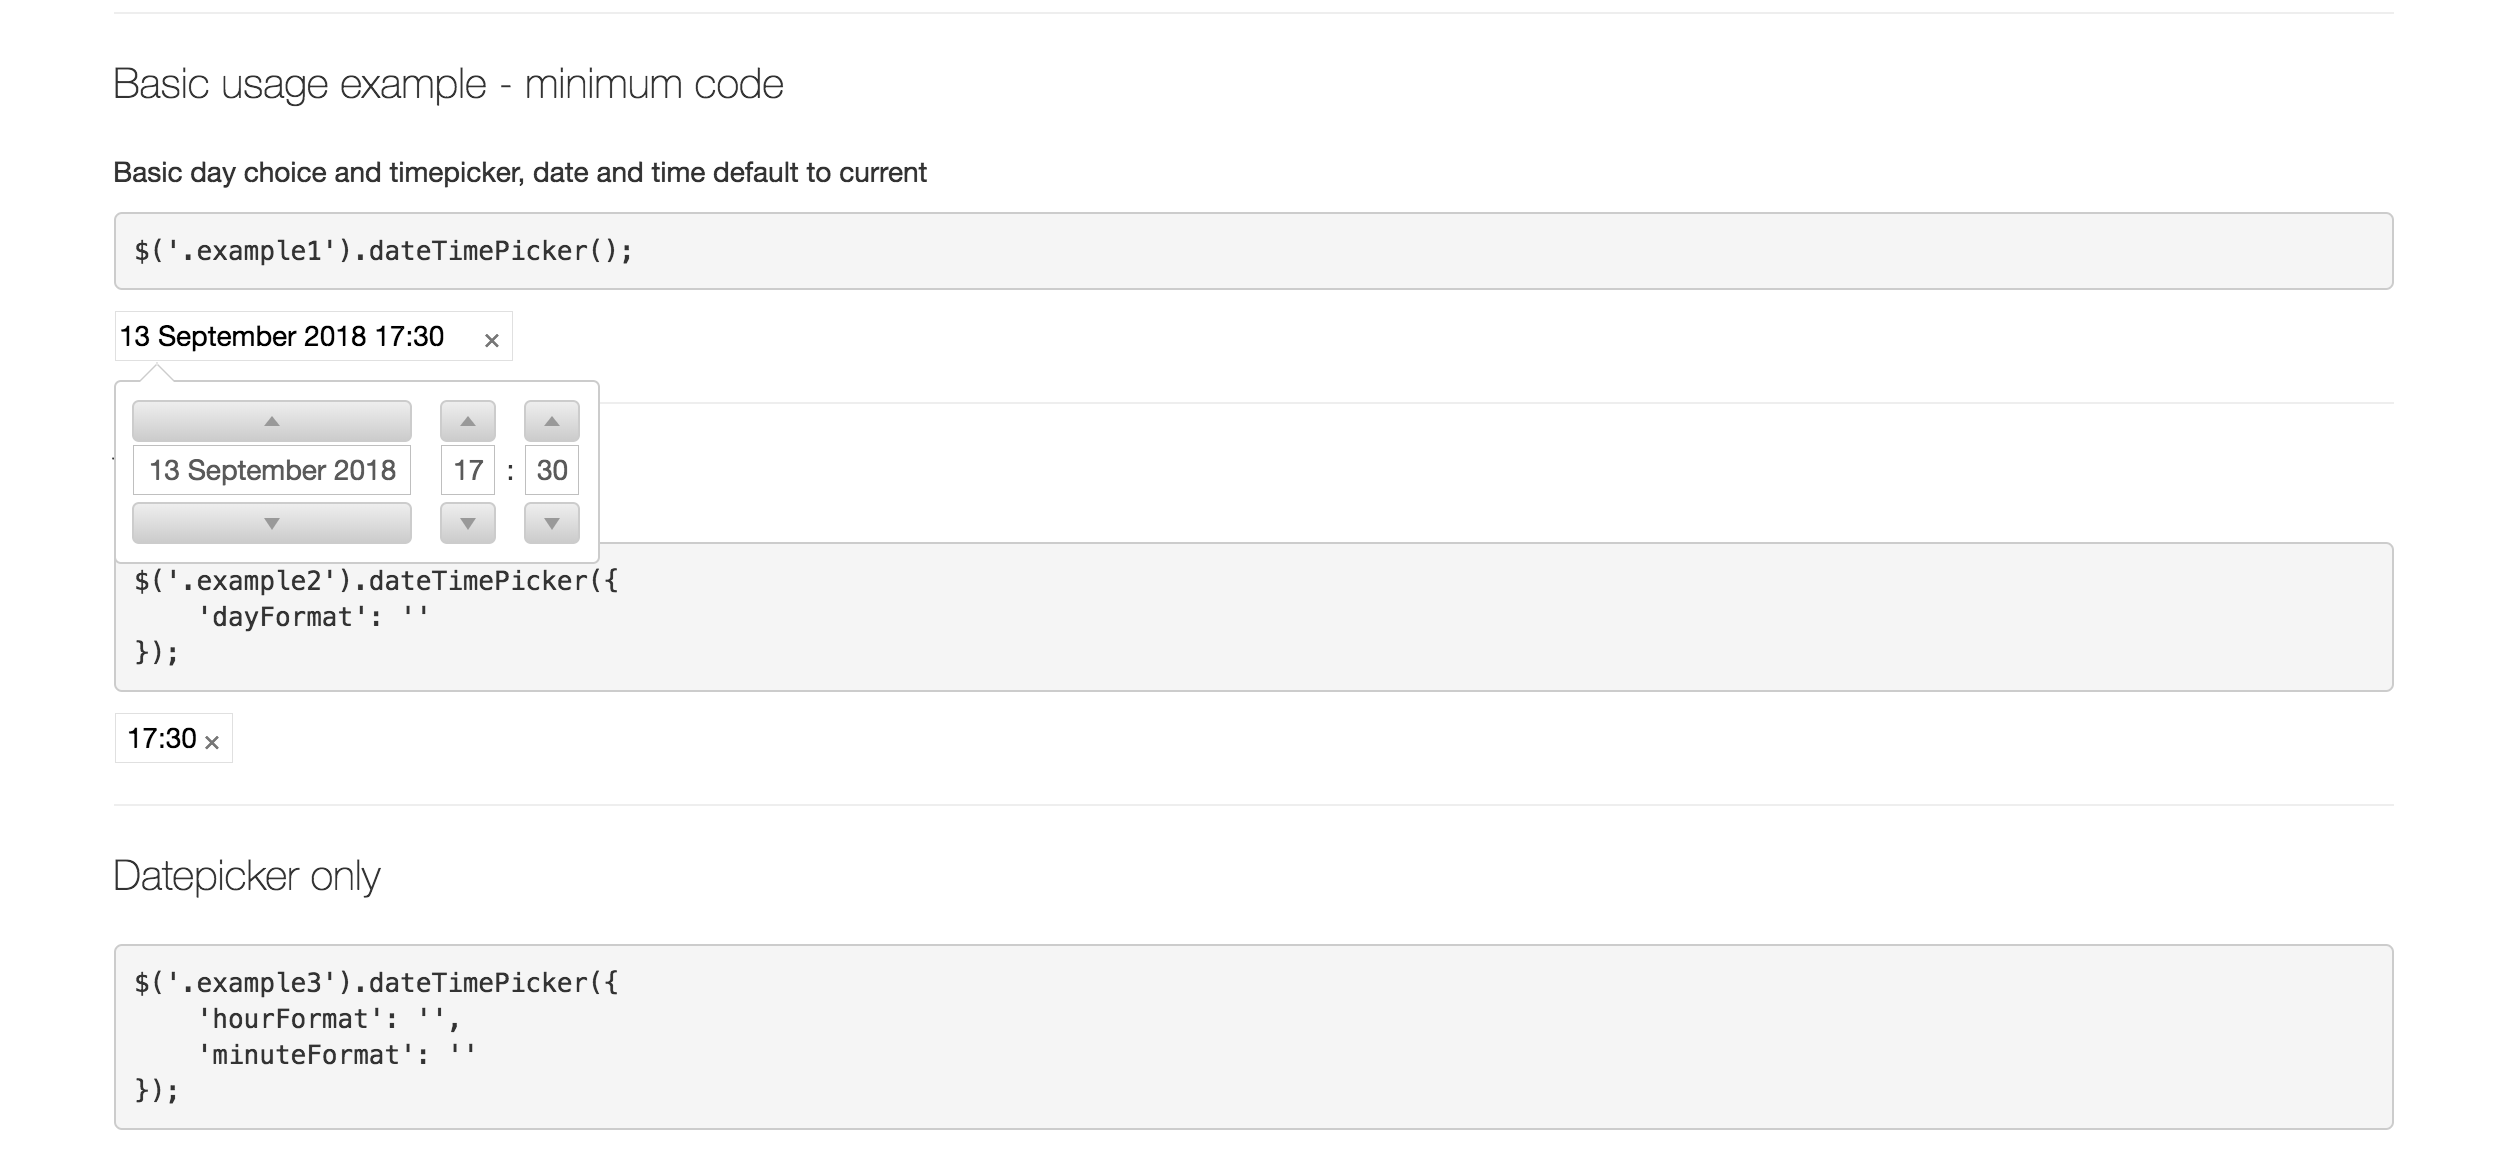 Basic usage example - minimum code
Basic day choice and timepicker, date and time default to current
$('.example1').dateTimePicker();
13 September 2018 17:30 ×
13 September 2018 17 : 30
$('.example2').dateTimePicker({
    'dayFormat': ''
});
17:30 ×
Datepicker only
$('.example3').dateTimePicker({
    'hourFormat': '',
    'minuteFormat': ''
});